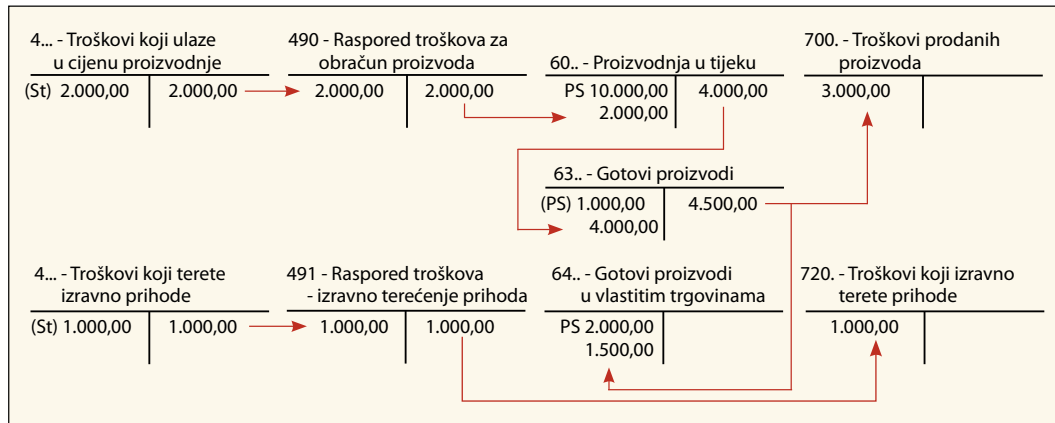 4... - Troškovi koji ulaze
u cijenu proizvodnje
(St) 2.000,00 2.000,00
490 - Raspored troškova za
obračun proizvoda
2.000,00 2.000,00
60.. - Proizvodnja u tijeku
PS 10.000,00 4.000,00
2.000,00
700. - Troškovi prodanih
proizvoda
3.000,00
63.. - Gotovi proizvodi
(PS) 1.000,00 4.500,00
4.000,00
4... - Troškovi koji terete
izravno prihode
(St) 1.000,00 1.000,00
491 - Raspored troškova
- izravno terećenje prihoda
1.000,00 1.000,00
64.. - Gotovi proizvodi
u vlastitim trgovinama
PS 2.000,00
1.500,00
720. - Troškovi koji izravno
terete prihode
1.000,00